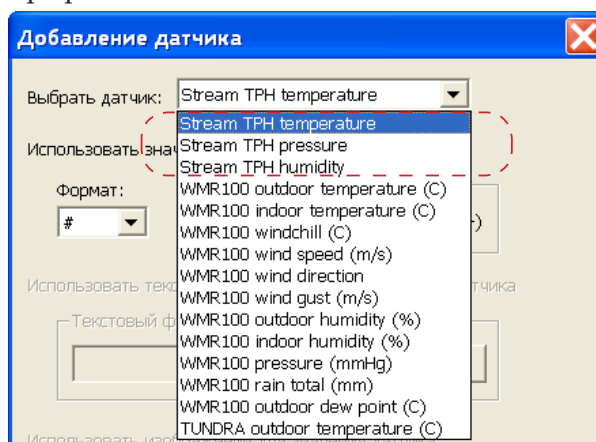 Добавление датчика
Выбрать датчик: Stream TPH temperature
Stream TPH temperature
Stream TPH pressure
Использовать
Stream TPH humidity
Формат:
WMR100 outdoor temperature (C)
WMR100 indoor temperature (C)
#
WMR100 windchill (C)
WMR100 wind speed (m/s)
WMR100 wind direction
Использовать
WMR100 wind gust (m/s)
WMR100 outdoor humidity (%)
Текстовый
WMR100 indoor humidity (%)
WMR100 pressure (mmHg)
WMR100 rain total (mm)
WMR100 outdoor dew point (C)
TUNDRA outdoor temperature (C)